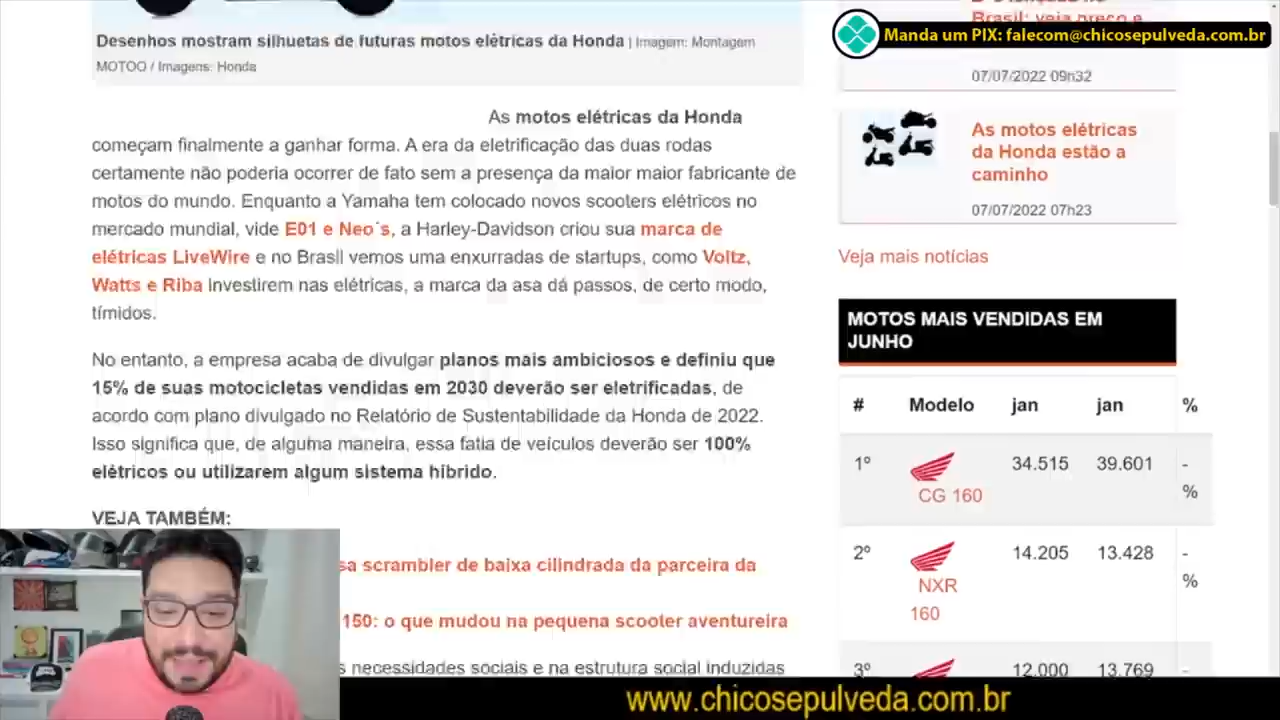 Desenhos mostram silhuetas de futuras motos elétricas da Honda | Imagem: Montagem
MOTOO / Imagens: Honda
As motos elétricas da Honda
começam finalmente a ganhar forma. A era da eletrificação das duas rodas
certamente não poderia ocorrer de fato sem a presença da maior maior fabricante de
motos do mundo. Enquanto a Yamaha tem colocado novos scooters elétricos no
mercado mundial, vide E01 e Neo´s, a Harley-Davidson criou sua marca de
elétricas LiveWire e no Brasil vemos uma enxurradas de startups, como Voltz,
Watts e Riba investirem nas elétricas, a marca da asa dá passos, de certo modo,
tímidos.
No entanto, a empresa acaba de divulgar planos mais ambiciosos e definiu que
15% de suas motocicletas vendidas em 2030 deverão ser eletrificadas, de
acordo com plano divulgado no Relatório de Sustentabilidade da Honda de 2022.
Isso significa que, de alguma maneira, essa fatia de veículos deverão ser 100%
elétricos ou utilizarem algum sistema híbrido.
VEJA TAMBÉM:
sa scrambler de baixa cilindrada da parceira da
150: o que mudou na pequena scooter aventureira
s necessidades sociais e na estrutura social induzidas
Brasil: veja preço e
Manda um PIX: falecom@chicosepulveda.com.br
07/07/2022 09h32
As motos elétricas
da Honda estão a
caminho
07/07/2022 07h23
Veja mais notícias
MOTOS MAIS VENDIDAS EM
JUNHO
# Modelo jan jan %
1º CG 160 34.515 39.601 -
%
2º NXR 14.205 13.428 -
160 %
3º 12.000 13.769 -
www.chicosepulveda.com.br